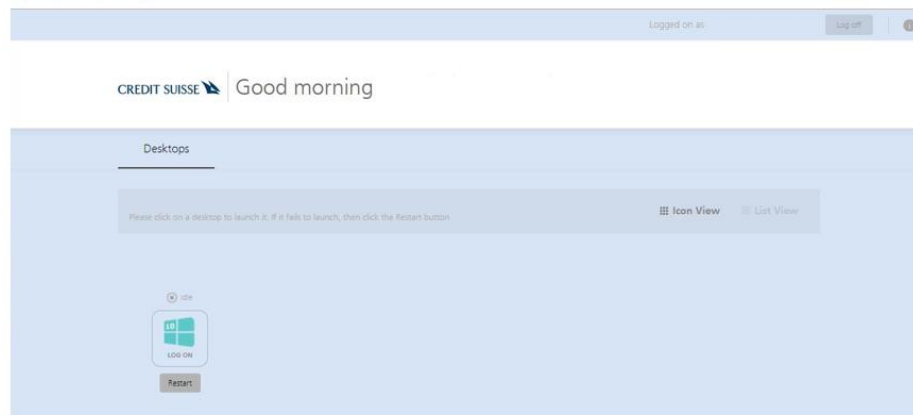 Logged on as
Log off
CREDIT SUISSE
Good morning
Desktops
Please click on a desktop to launch it. If it fails to launch, then click the Restart button
Icon View
List View
Idle
10
LOG ON
Restart